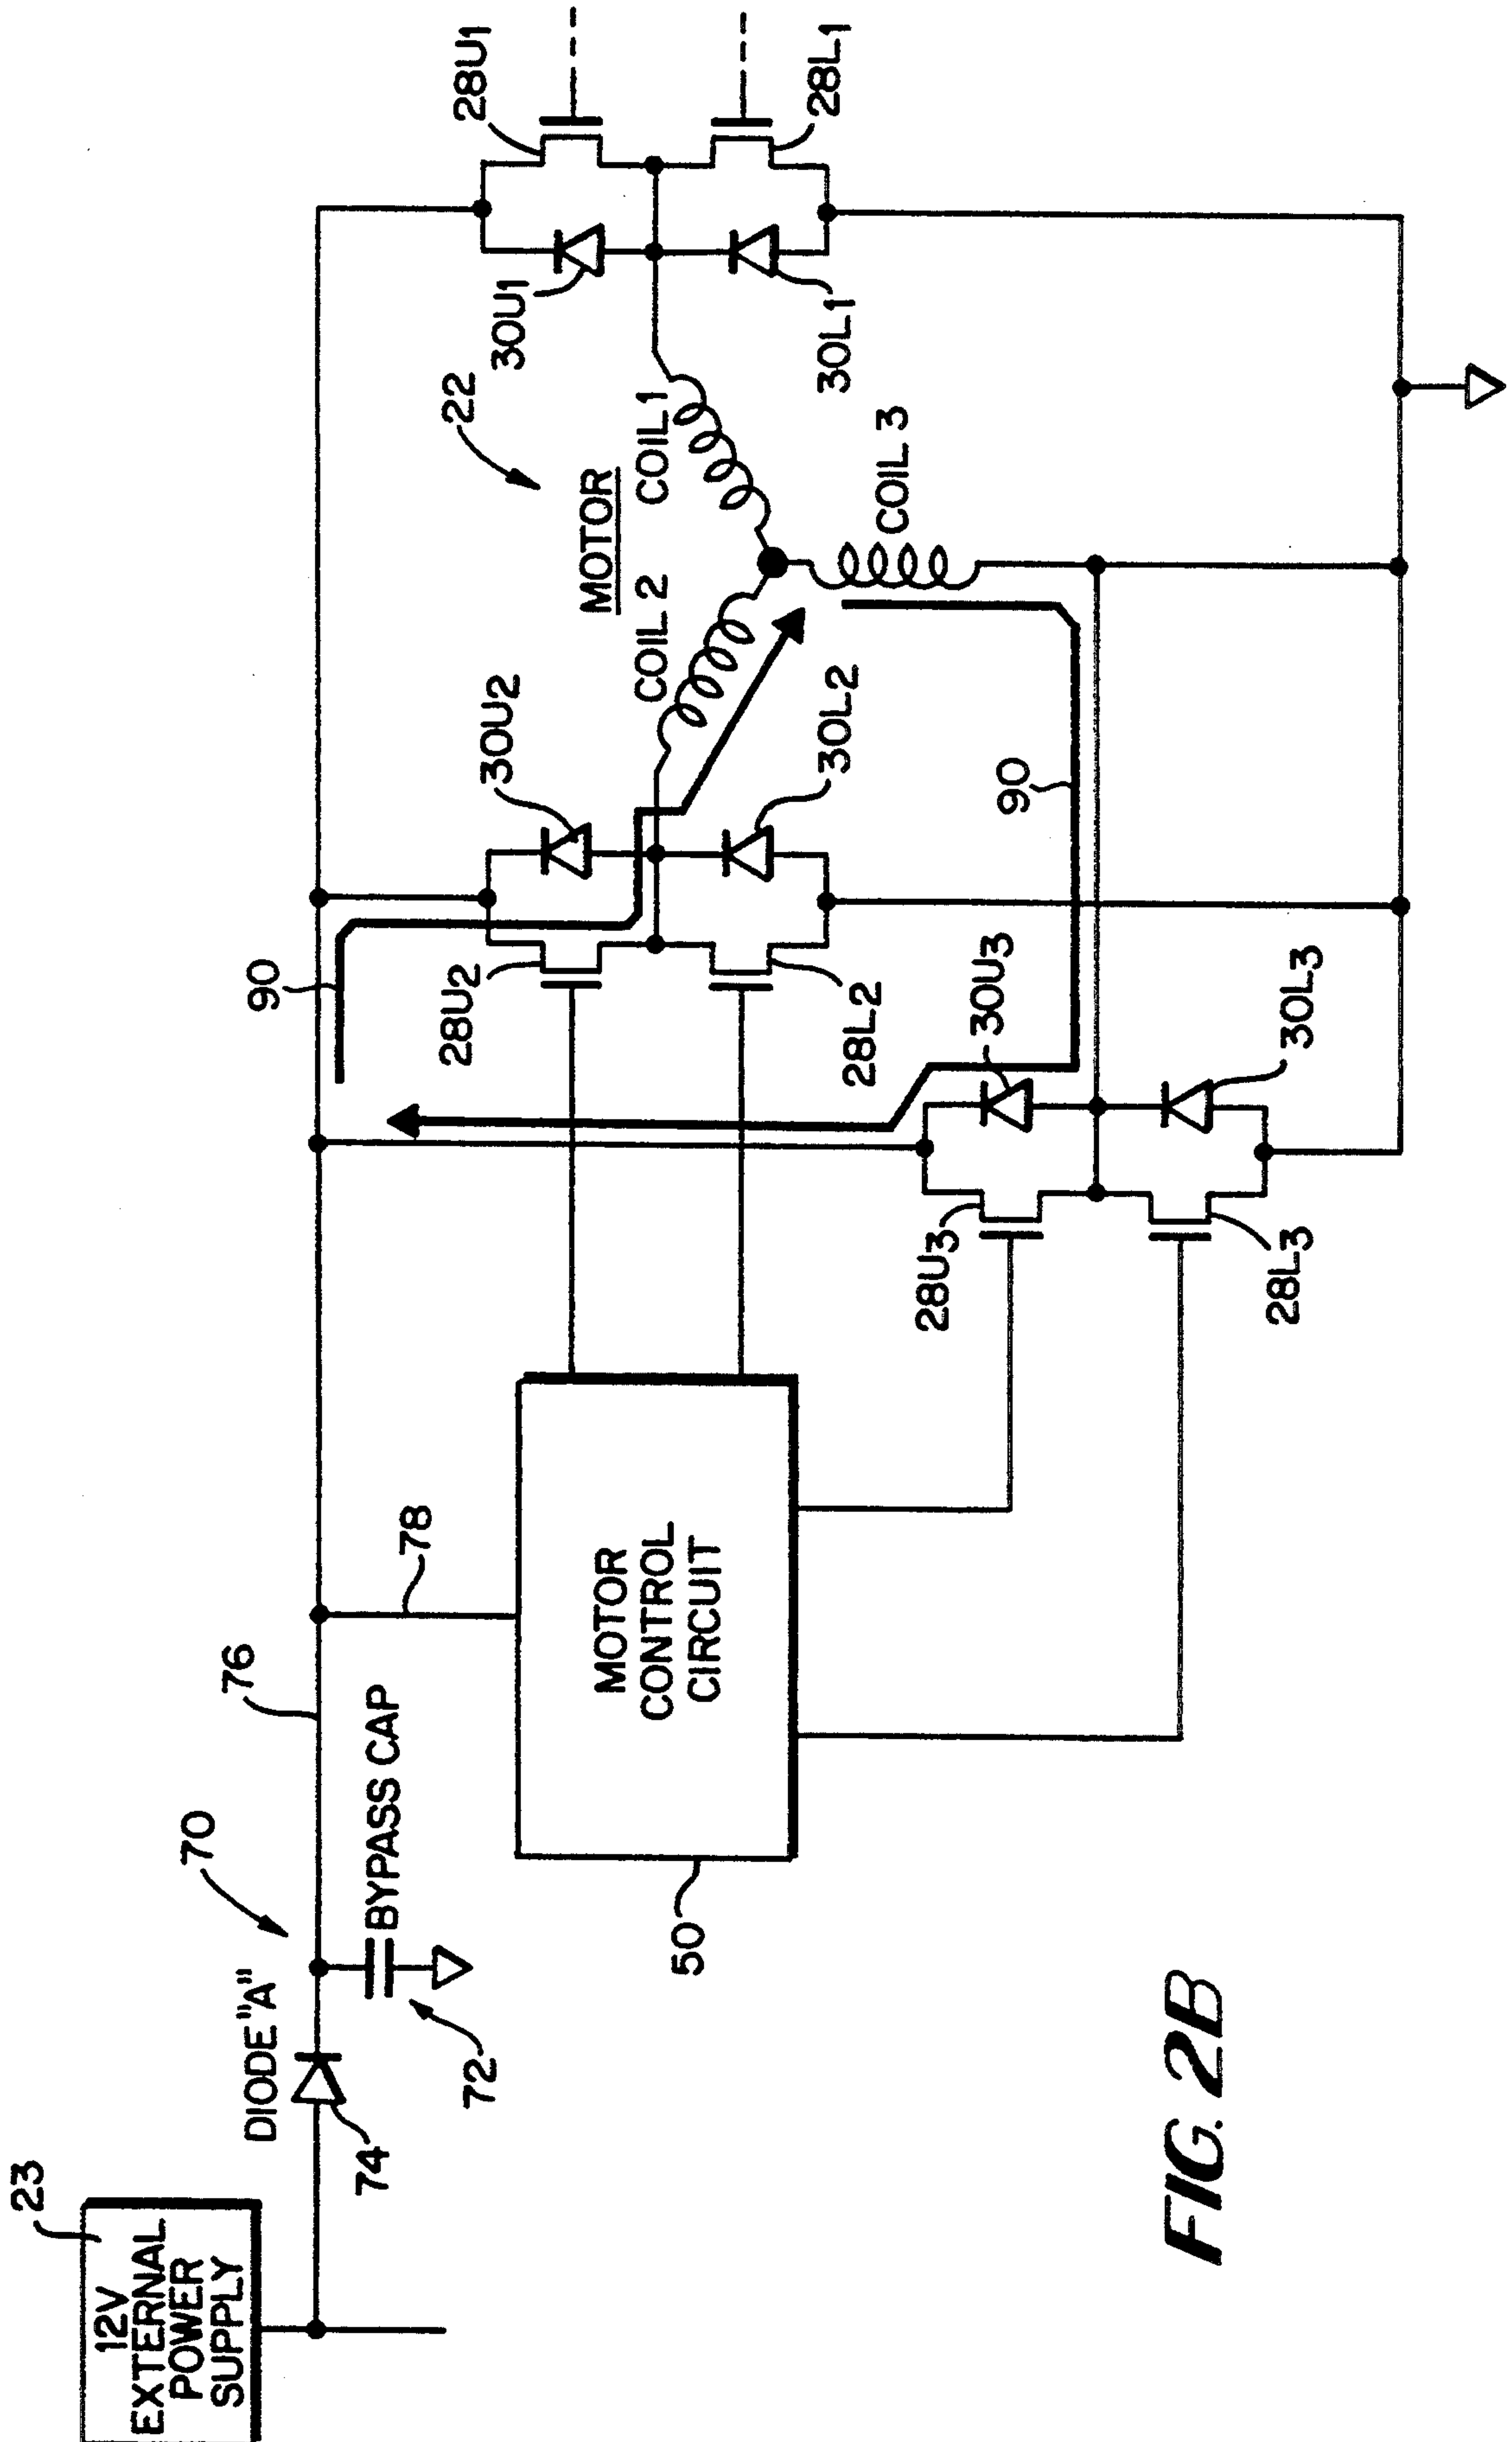 23
12V
EXTERNAL
POWER
SUPPLY
DIODE "A"
74
72
BYPASS CAP
70
76
78
MOTOR
CONTROL
CIRCUIT
50
90
28U2
30U2
28L2
30L2
28U3
30U3
28L3
30L3
90
22
MOTOR
COIL 2
COIL 1
COIL 3
28U1
30U1
28L1
30L1
FIG. 2B